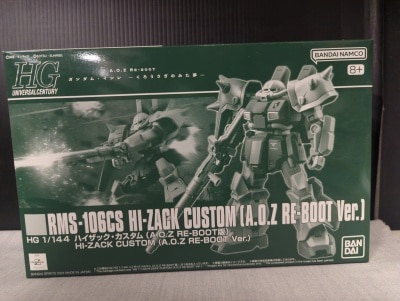 A.O.Z RE-BOOT
HG
UNIVERSAL CENTURY
BANDAI NAMCO
8+
RMS-106CS HI-ZACK CUSTOM (A.O.Z RE-BOOT Ver.)
HG 1/144 ハイザック・カスタム (A.O.Z RE-BOOT版)
HI-ZACK CUSTOM (A.O.Z RE-BOOT Ver.)
BANDAI